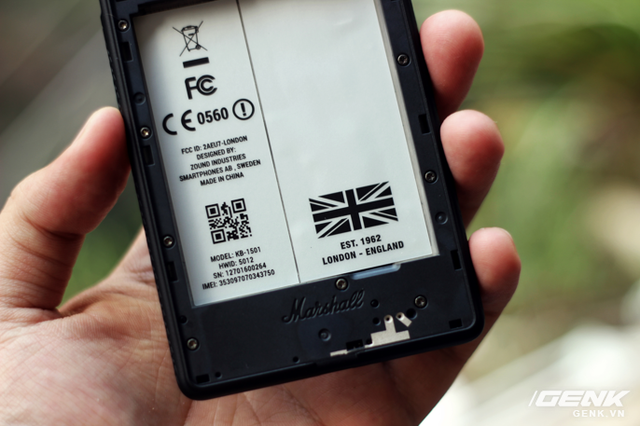 FC
CE 0560
FCC ID: 2AEU7-LONDON
DESIGNED BY:
ZOUND INDUSTRIES
SMARTPHONES AB , SWEDEN
MADE IN CHINA
MODEL: KB-1501
HWID: 5012
SN: 12701600264
IMEI: 353097070343750
EST. 1962
LONDON - ENGLAND
Marshall
GENK
GENK.VN